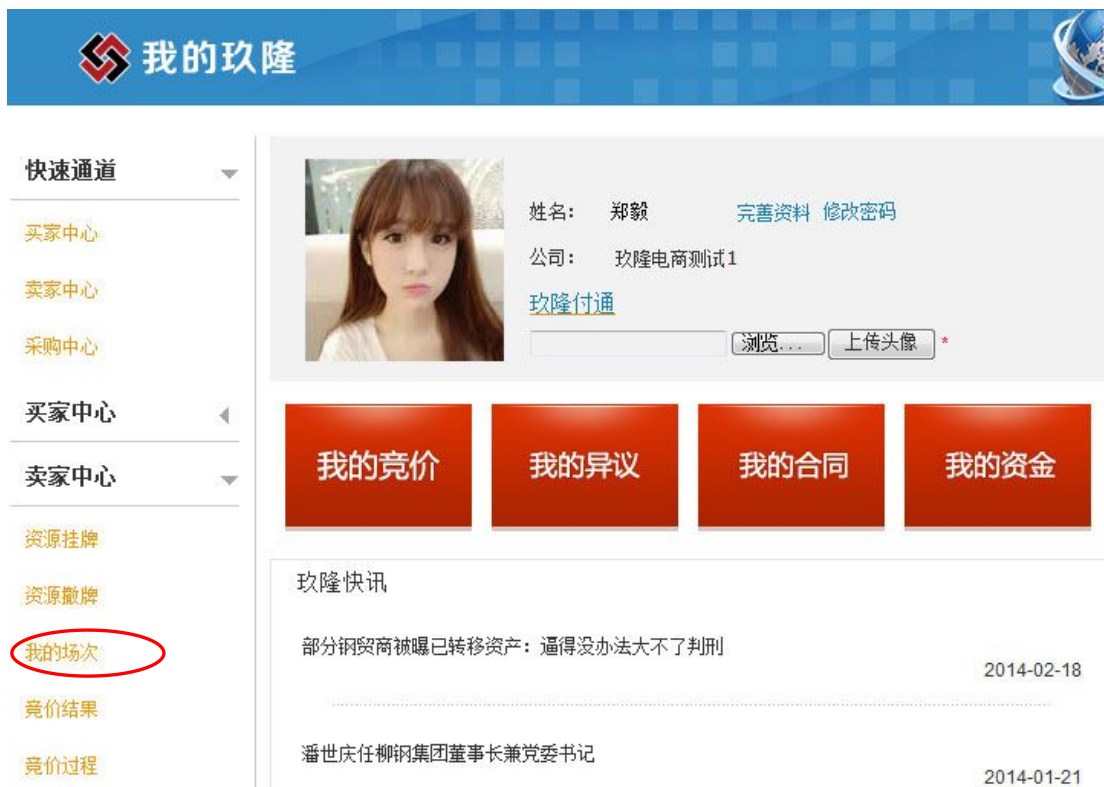 我的玖隆
快速通道
买家中心
卖家中心
采购中心
买家中心
卖家中心
资源挂牌
资源撤牌
我的场次
竞价结果
竞价过程
姓名： 郑毅 完善资料 修改密码
公司： 玖隆电商测试1
玖隆付通
浏览... 上传头像 *
我的竞价 我的异议 我的合同 我的资金
玖隆快讯
部分钢贸商被曝已转移资产：逼得没办法大不了判刑
2014-02-18
潘世庆任柳钢集团董事长兼党委书记
2014-01-21